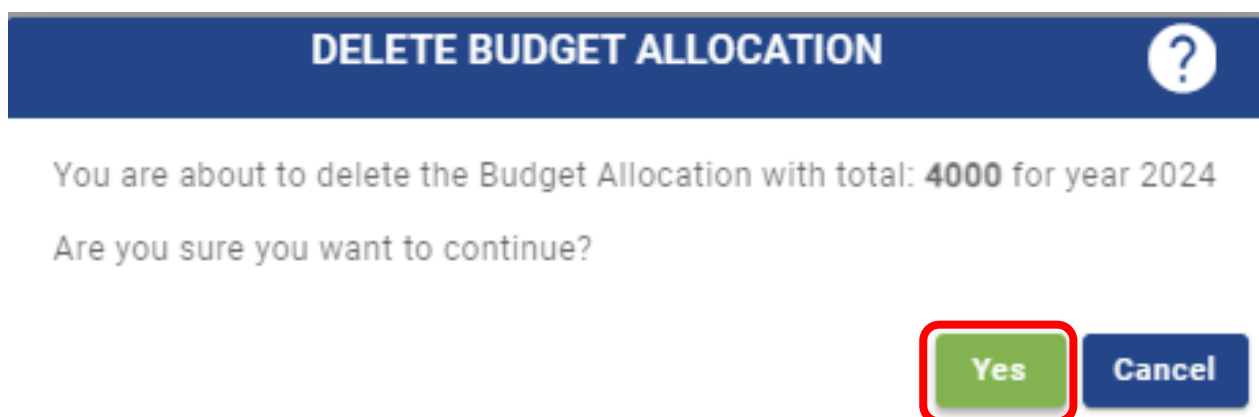 DELETE BUDGET ALLOCATION ?
You are about to delete the Budget Allocation with total: 4000 for year 2024
Are you sure you want to continue?
Yes Cancel